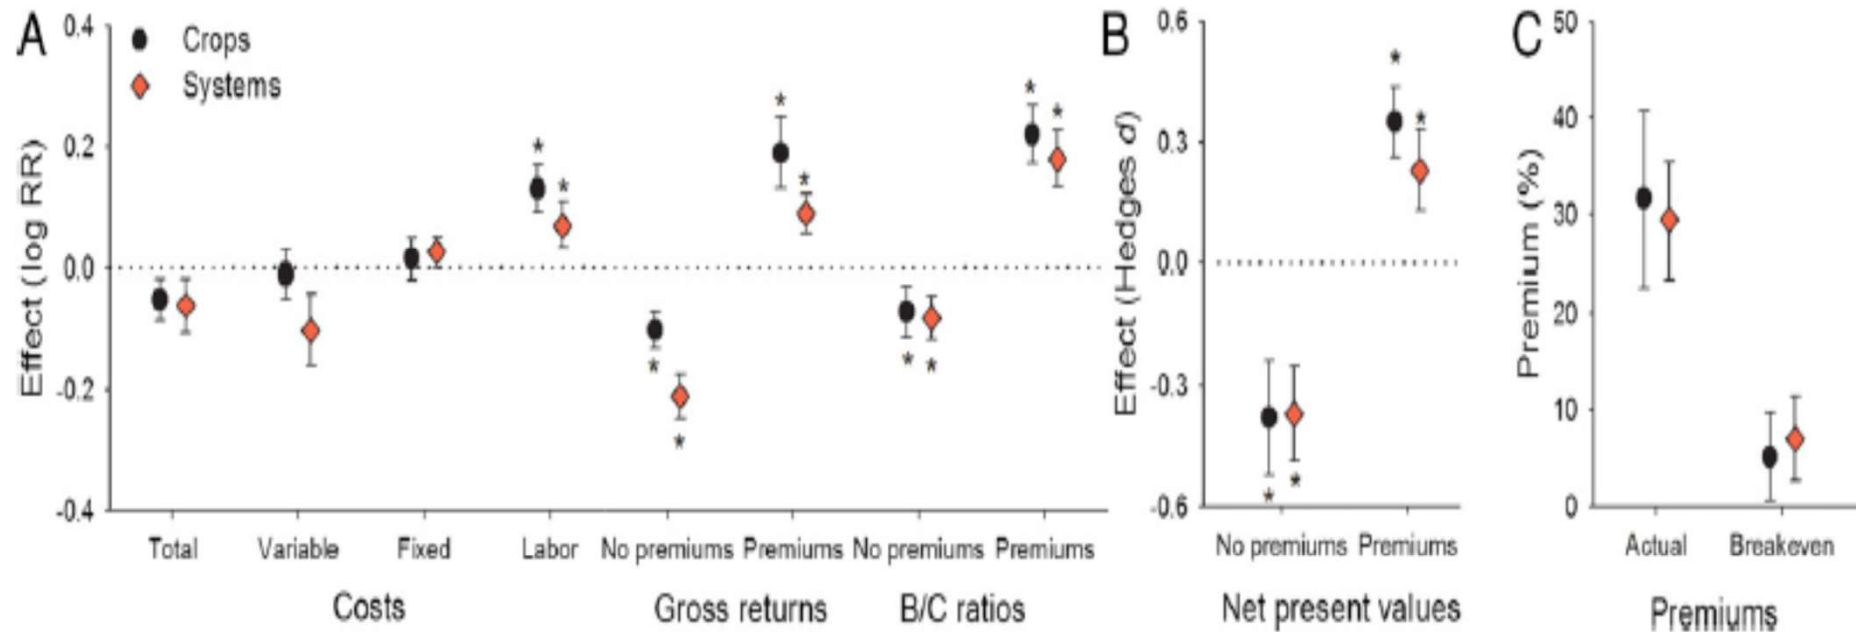 A
0.4
0.2
0.0
-0.2
-0.4
Effect (log RR)
Crops
Systems
* * * * * * * * * *
Total Variable Fixed Labor No premiums Premiums No premiums Premiums
Costs Gross returns B/C ratios
B
0.6
0.3
0.0
-0.3
-0.6
Effect (Hedges d)
* * * *
No premiums Premiums
Net present values
C
50
40
30
20
10
0
Premium (%)
Actual Breakeven
Premiums